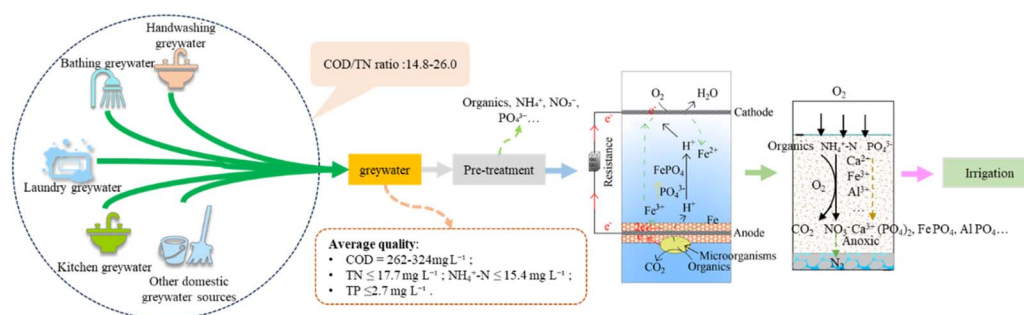 Handwashing
greywater
Bathing greywater
Laundry greywater
Kitchen greywater
Other domestic
greywater sources
COD/TN ratio :14.8-26.0
greywater
Average quality:
• COD = 262-324mg L⁻¹ ;
• TN ≤ 17.7 mg L⁻¹ ; NH₄⁺-N ≤ 15.4 mg L⁻¹ ;
• TP ≤2.7 mg L⁻¹ .
Organics, NH₄⁺, NO₃⁻,
PO₄³⁻…
Pre-treatment
e⁻
Resistance
e⁻
O₂
H₂O
e⁻
Cathode
H⁺
Fe²⁺
FePO₄
PO₄³⁻
Fe³⁺
H⁺
Fe
Anode
Microorganisms
Organics
CO₂
O₂
Organics
NH₄⁺-N
PO₄³⁻
Ca²⁺
Fe³⁺
Al³⁺
…
O₂
CO₂
NO₃⁻
Ca³⁺ (PO₄)₂, FePO₄, AlPO₄…
Anoxic
N₂
Irrigation